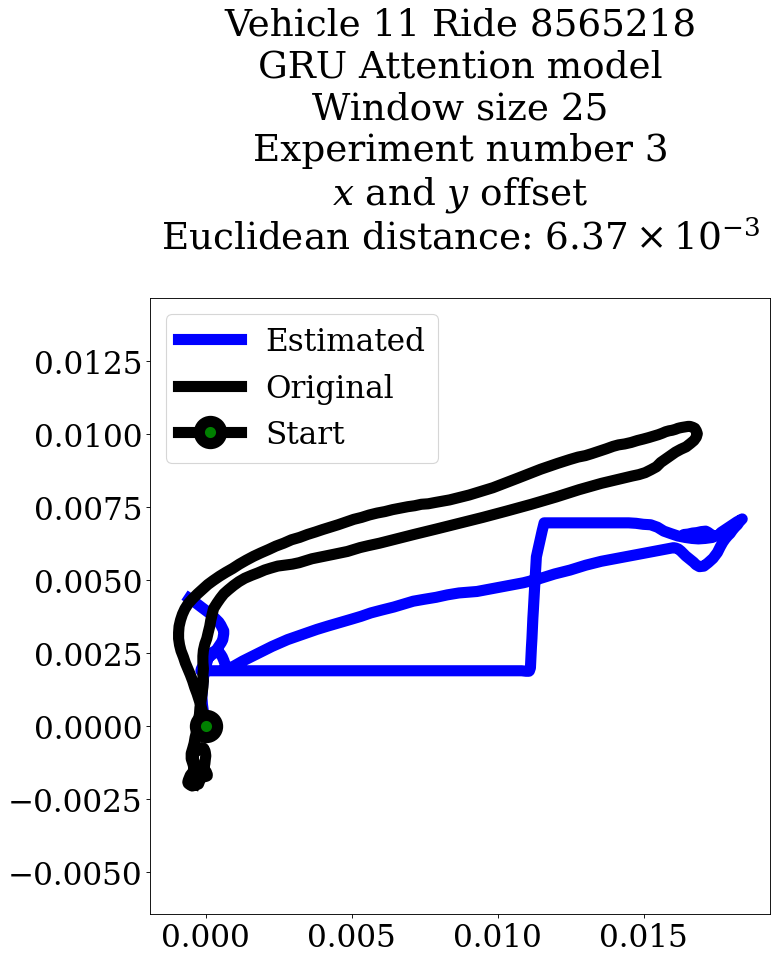 Vehicle 11 Ride 8565218
GRU Attention model
Window size 25
Experiment number 3
x and y offset
Euclidean distance: 6.37 × 10⁻³
Estimated
Original
Start
0.0125
0.0100
0.0075
0.0050
0.0025
0.0000
−0.0025
−0.0050
0.000 0.005 0.010 0.015